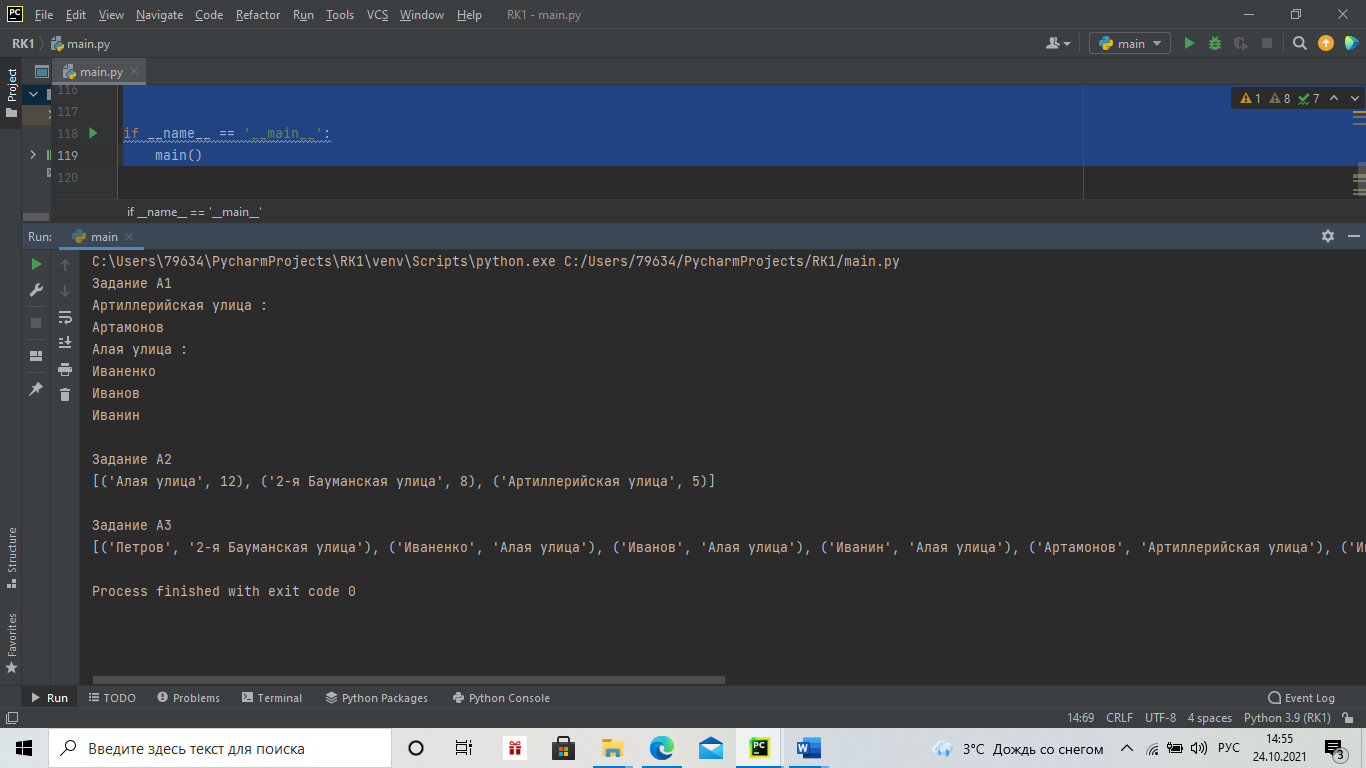 PC File Edit View Navigate Code Refactor Run Tools VCS Window Help RK1 - main.py
RK1 main.py main
Project main.py
116 1 8 7
117
118 if __name__ == '__main__':
119 main()
120
if __name__ == '__main__'
Run: main
C:\Users\79634\PycharmProjects\RK1\venv\Scripts\python.exe C:/Users/79634/PycharmProjects/RK1/main.py
Задание А1
Артиллерийская улица :
Артамонов
Алая улица :
Иваненко
Иванов
Иванин
Задание А2
[('Алая улица', 12), ('2-я Бауманская улица', 8), ('Артиллерийская улица', 5)]
Задание А3
[('Петров', '2-я Бауманская улица'), ('Иваненко', 'Алая улица'), ('Иванов', 'Алая улица'), ('Иванин', 'Алая улица'), ('Артамонов', 'Артиллерийская улица'), ('И
Process finished with exit code 0
Structure
Favorites
Run TODO Problems Terminal Python Packages Python Console Event Log
14:69 CRLF UTF-8 4 spaces Python 3.9 (RK1)
Введите здесь текст для поиска PC W 3°C Дождь со снегом РУС 14:55
24.10.2021 3